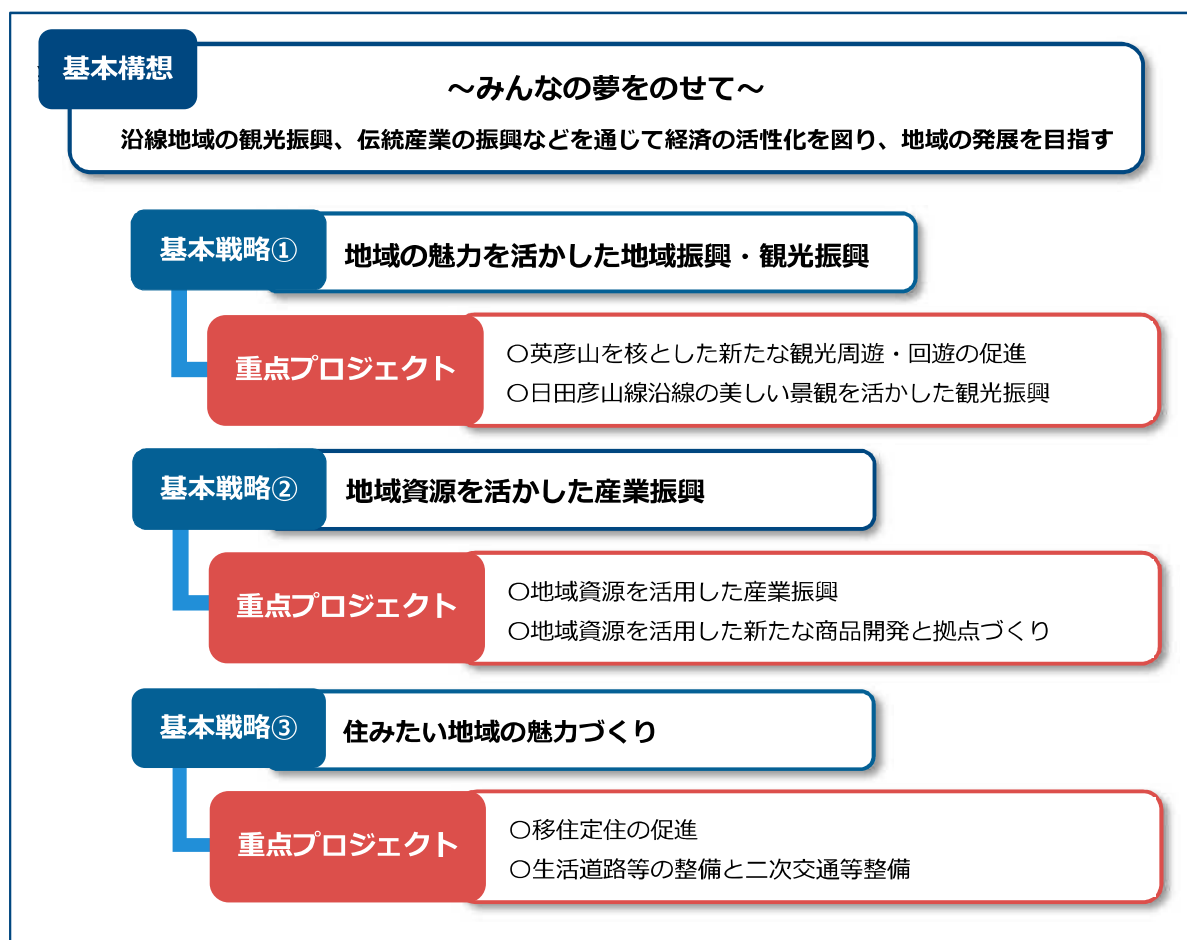 基本構想
～みんなの夢をのせて～
沿線地域の観光振興、伝統産業の振興などを通じて経済の活性化を図り、地域の発展を目指す
基本戦略①
地域の魅力を活かした地域振興・観光振興
重点プロジェクト
○英彦山を核とした新たな観光周遊・回遊の促進
○日田彦山線沿線の美しい景観を活かした観光振興
基本戦略②
地域資源を活かした産業振興
重点プロジェクト
○地域資源を活用した産業振興
○地域資源を活用した新たな商品開発と拠点づくり
基本戦略③
住みたい地域の魅力づくり
重点プロジェクト
○移住定住の促進
○生活道路等の整備と二次交通等整備